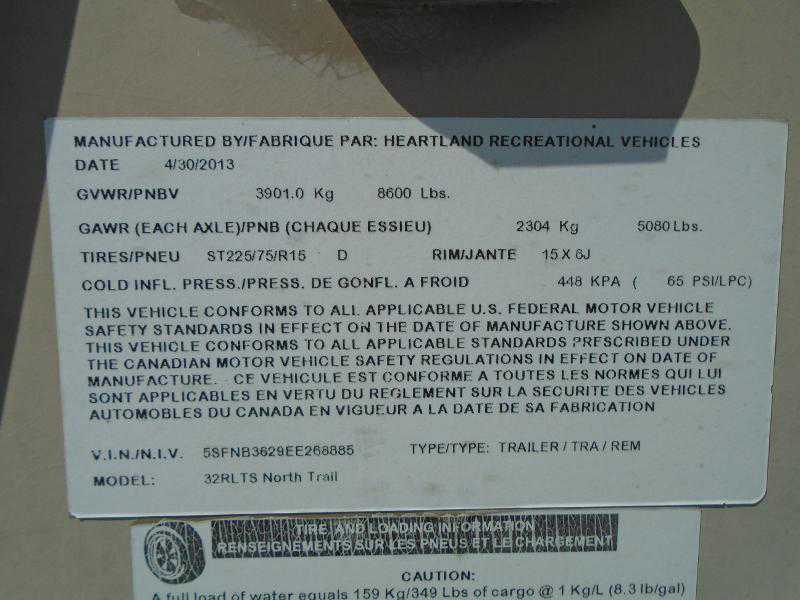 MANUFACTURED BY/FABRIQUE PAR: HEARTLAND RECREATIONAL VEHICLES
DATE 4/30/2013
GVWR/PNBV 3901.0 Kg 8600 Lbs.
GAWR (EACH AXLE)/PNB (CHAQUE ESSIEU) 2304 Kg 5080Lbs.
TIRES/PNEU ST225/75/R15 D RIM/JANTE 15 X 6J
COLD INFL. PRESS./PRESS. DE GONFL. A FROID 448 KPA ( 65 PSI/LPC)
THIS VEHICLE CONFORMS TO ALL APPLICABLE U.S. FEDERAL MOTOR VEHICLE
SAFETY STANDARDS IN EFFECT ON THE DATE OF MANUFACTURE SHOWN ABOVE.
THIS VEHICLE CONFORMS TO ALL APPLICABLE STANDARDS PRESCRIBED UNDER
THE CANADIAN MOTOR VEHICLE SAFETY REGULATIONS IN EFFECT ON DATE OF
MANUFACTURE. CE VEHICULE EST CONFORME A TOUTES LES NORMES QUI LUI
SONT APPLICABLES EN VERTU DU REGLEMENT SUR LA SECURITE DES VEHICLES
AUTOMOBILES DU CANADA EN VIGUEUR A LA DATE DE SA FABRICATION
V.I.N./N.I.V. 5SFNB3629EE268885 TYPE/TYPE: TRAILER / TRA / REM
MODEL: 32RLTS North Trail
TIRE AND LOADING INFORMATION
RENSEIGNEMENTS SUR LES PNEUS ET LE CHARGEMENT
CAUTION:
A full load of water equals 159 Kg/349 Lbs of cargo @ 1 Kg/L (8.3 lb/gal)